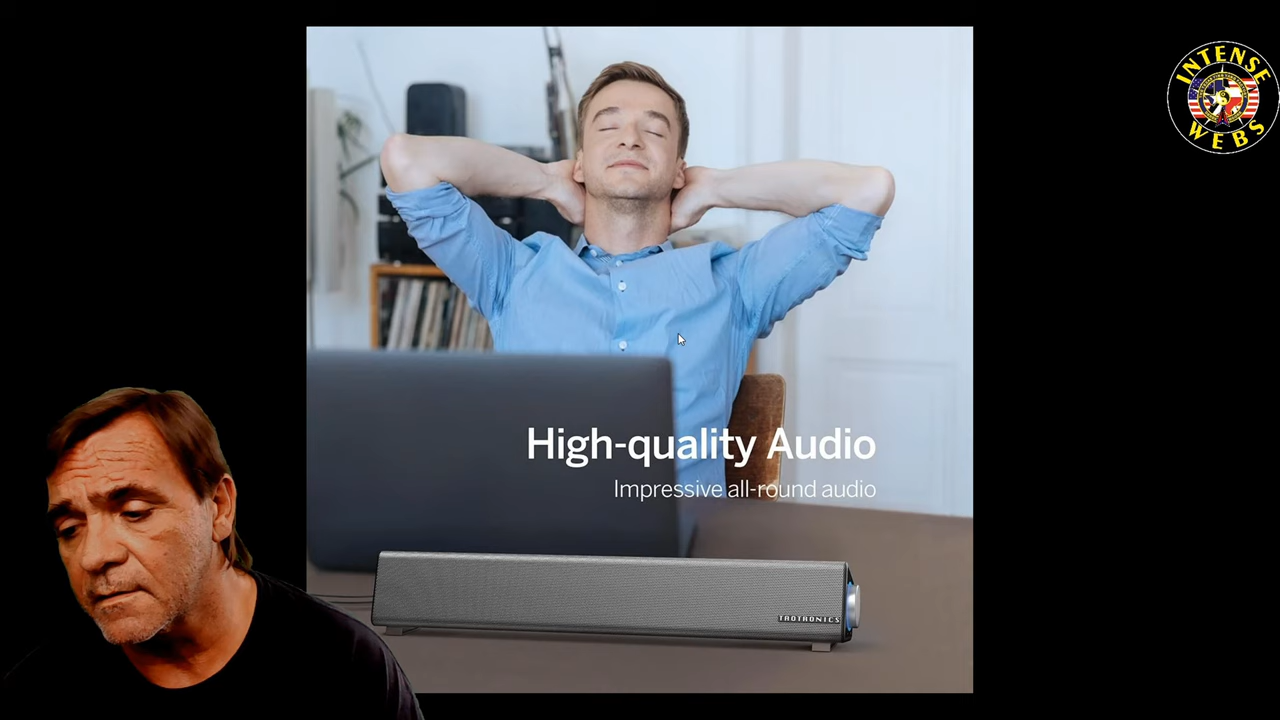 INTENSE
WEBS
High-quality Audio
Impressive all-round audio
TAOTRONICS